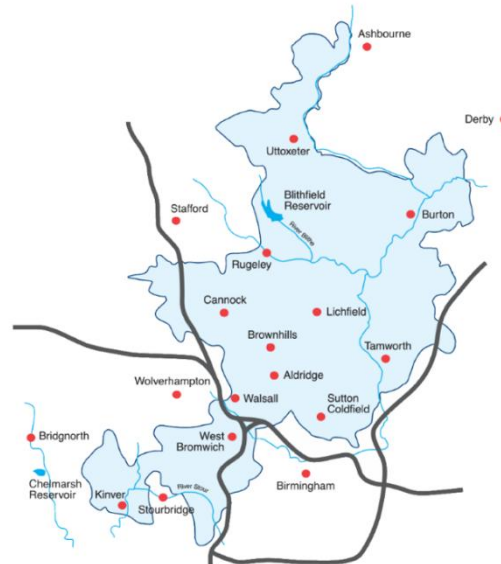 Ashbourne
Derby
Uttoxeter
Blithfield
Reservoir
Stafford
Burton
River Blithe
Rugeley
Cannock
Lichfield
Brownhills
Tamworth
Aldridge
Wolverhampton
Walsall
Sutton
Coldfield
Bridgnorth
West
Bromwich
Chelmarsh
Reservoir
Birmingham
Kinver
River Stour
Stourbridge